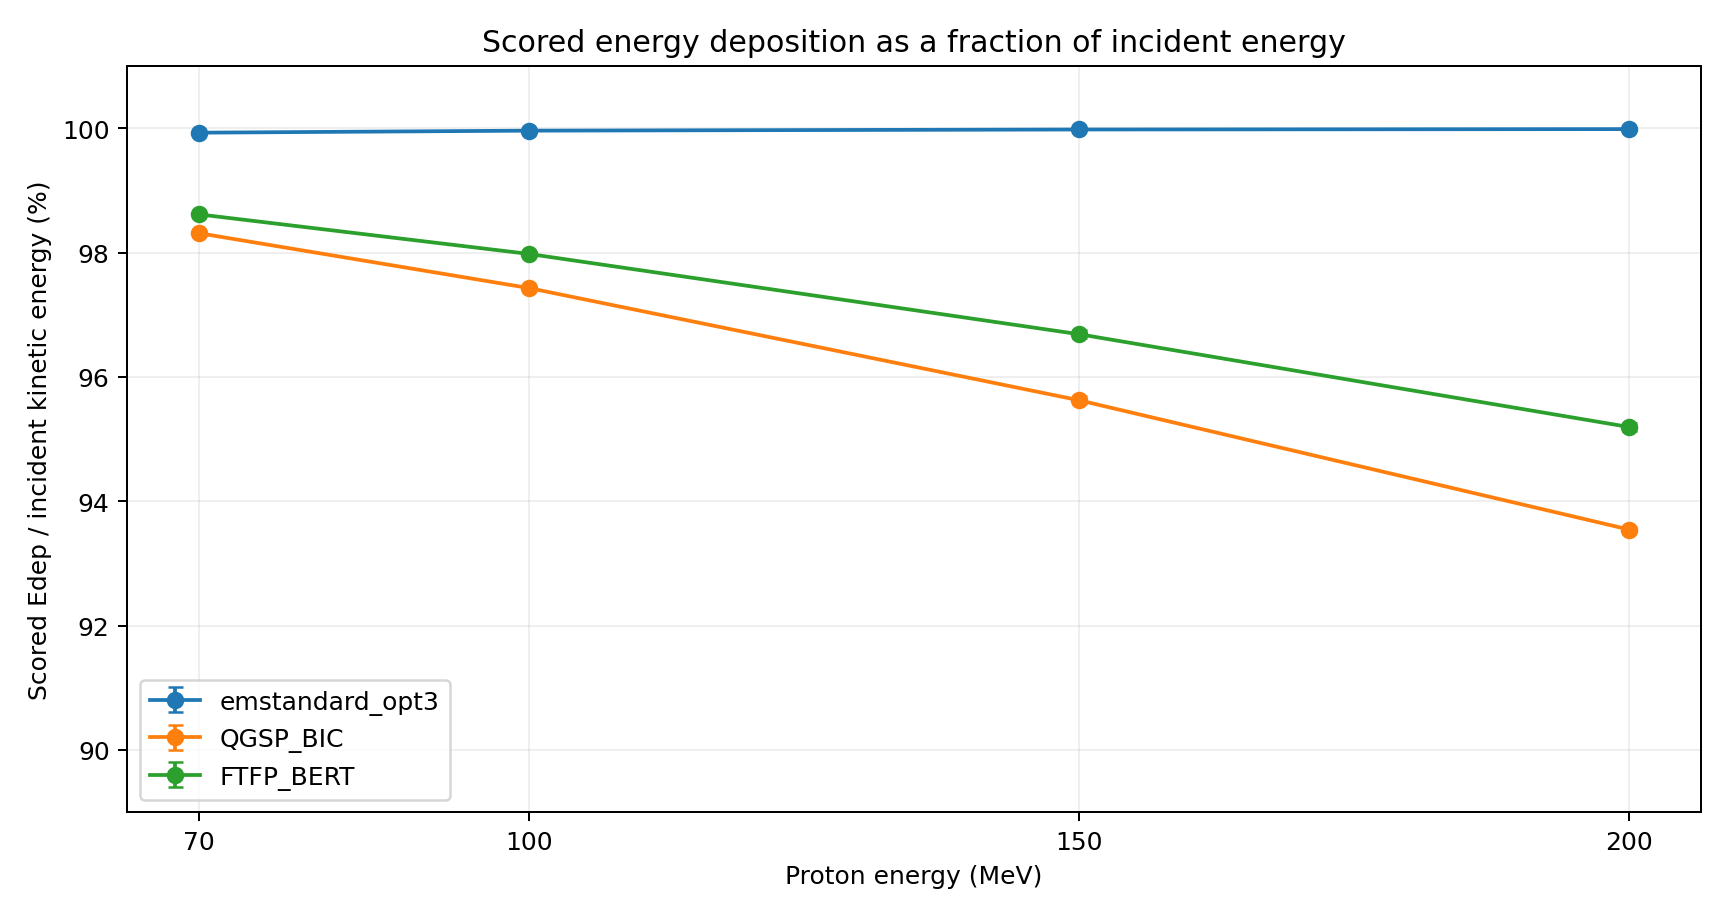 Scored energy deposition as a fraction of incident energy
Scored Edep / incident kinetic energy (%)
100
98
96
94
92
90
emstandard_opt3
QGSP_BIC
FTFP_BERT
70
100
150
200
Proton energy (MeV)